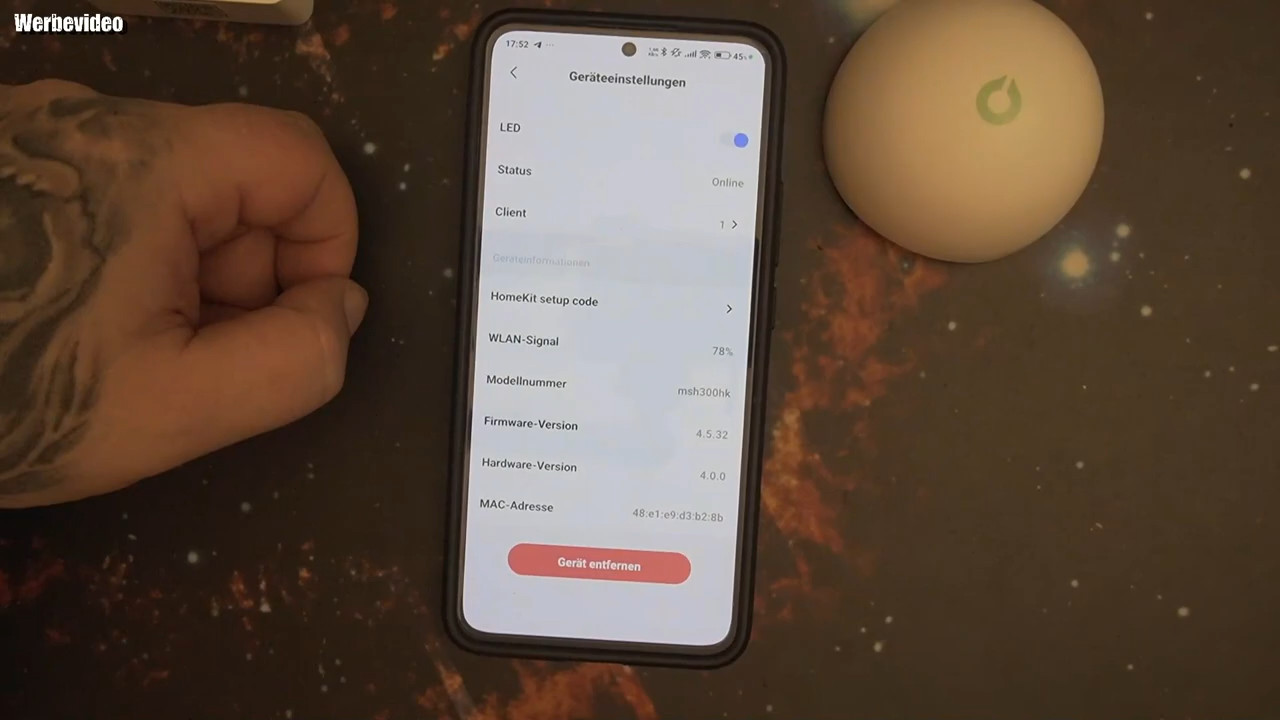 Werbevideo
17:52
45%
Geräteeinstellungen
LED
Status
Online
Client
1
Geräteinformationen
HomeKit setup code
WLAN-Signal
78%
Modellnummer
msh300hk
Firmware-Version
4.5.32
Hardware-Version
4.0.0
MAC-Adresse
48:e1:e9:d3:b2:8b
Gerät entfernen